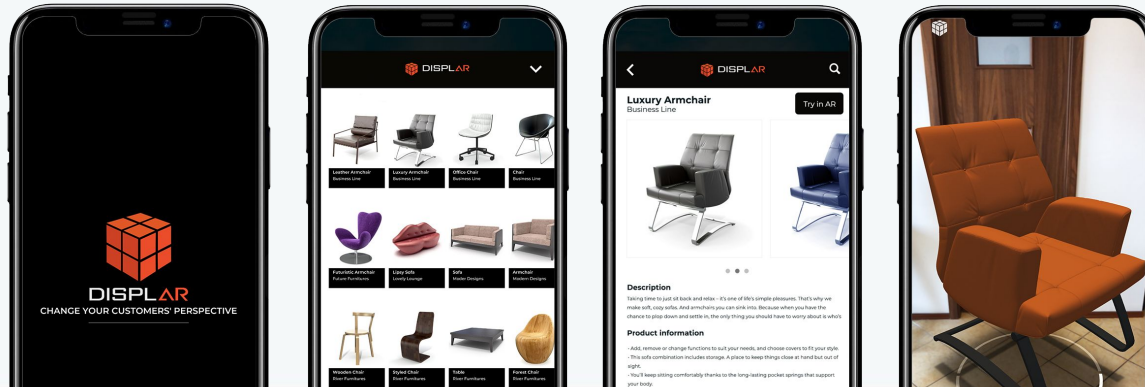 DISPLAR
CHANGE YOUR CUSTOMERS' PERSPECTIVE
DISPLAR
Leather Armchair
Business Line
Luxury Armchair
Business Line
Office Chair
Business Line
Chair
Business Line
Futuristic Armchair
Future Furnitures
Lipsy Sofa
Lovely Lounge
Sofa
Moder Designs
Armchair
Modern Designs
Wooden Chair
River Furnitures
Styled Chair
River Furnitures
Table
River Furnitures
Forest Chair
River Furnitures
DISPLAR
Luxury Armchair
Business Line
Try in AR
Description
Taking time to just sit back and relax - it's one of life's simple pleasures. That's why we
make soft, cozy sofas. And armchairs you can sink into: Because when you have the
chance to plop down and settle in, the only thing you should have to worry about is who's
Product information
- Add, remove or change functions to suit your needs, and choose covers to fit your style.
- This sofa combination includes storage. A place to keep things close at hand but out of
sight.
- You'll keep sitting comfortably thanks to the long-lasting pocket springs that support
your body.